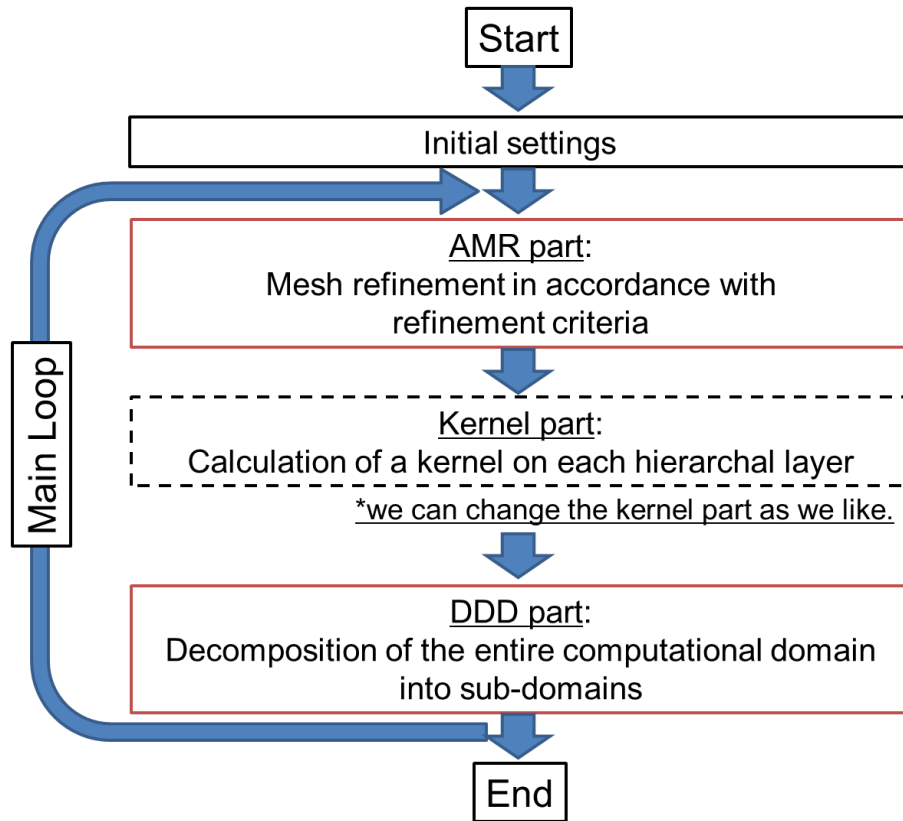 Start
Initial settings
AMR part:
Mesh refinement in accordance with
refinement criteria
Main Loop
Kernel part:
Calculation of a kernel on each hierarchal layer
*we can change the kernel part as we like.
DDD part:
Decomposition of the entire computational domain
into sub-domains
End